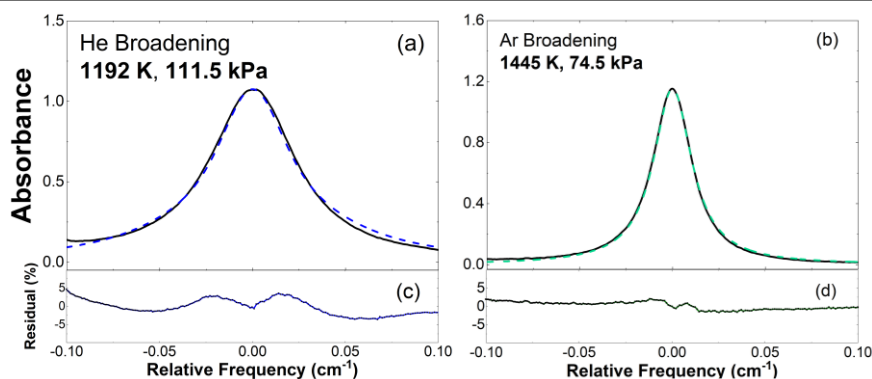 He Broadening
1192 K, 111.5 kPa
(a)
Absorbance
1.5
1.0
0.5
0.0
Ar Broadening
1445 K, 74.5 kPa
(b)
1.6
1.2
0.8
0.4
0.0
Residual (%)
5
0
-5
(c)
-0.10 -0.05 0.00 0.05 0.10
Relative Frequency (cm⁻¹)
5
0
-5
(d)
-0.10 -0.05 0.00 0.05 0.10
Relative Frequency (cm⁻¹)